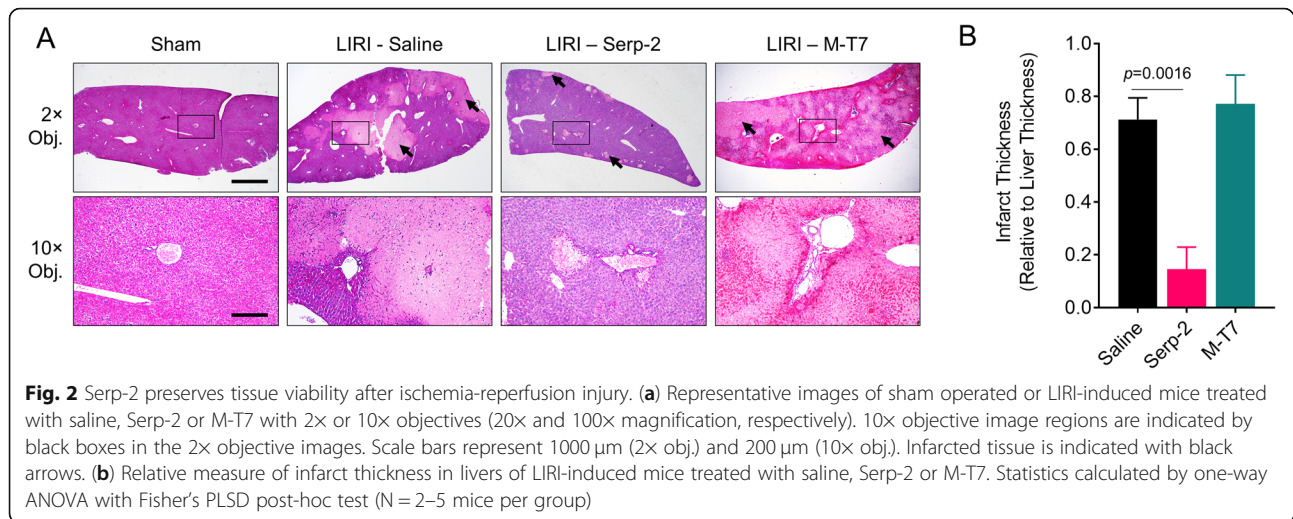 A
Sham
LIRI - Saline
LIRI – Serp-2
LIRI – M-T7
2×
Obj.
10×
Obj.
B
Infarct Thickness
(Relative to Liver Thickness)
1.0
0.8
0.6
0.4
0.2
0.0
p=0.0016
Saline
Serp-2
M-T7
Fig. 2 Serp-2 preserves tissue viability after ischemia-reperfusion injury. (a) Representative images of sham operated or LIRI-induced mice treated
with saline, Serp-2 or M-T7 with 2× or 10× objectives (20× and 100× magnification, respectively). 10× objective image regions are indicated by
black boxes in the 2× objective images. Scale bars represent 1000 μm (2× obj.) and 200 μm (10× obj.). Infarcted tissue is indicated with black
arrows. (b) Relative measure of infarct thickness in livers of LIRI-induced mice treated with saline, Serp-2 or M-T7. Statistics calculated by one-way
ANOVA with Fisher's PLSD post-hoc test (N = 2–5 mice per group)